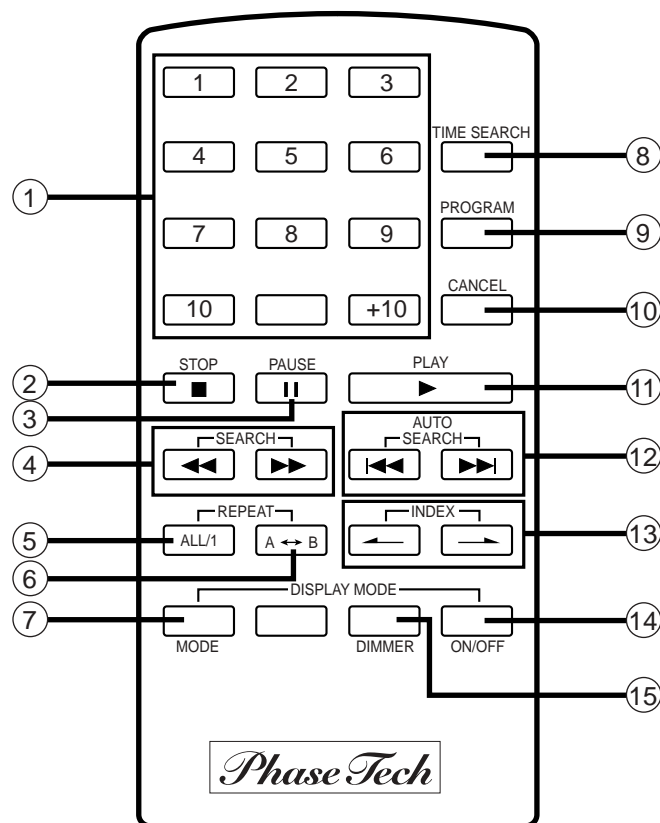 1 2 3
TIME SEARCH
4 5 6 8
1
PROGRAM
7 8 9 9
CANCEL
10 +10 10
STOP PAUSE PLAY
2 11
3
AUTO
SEARCH SEARCH
4 12
REPEAT INDEX
5 ALL/1 A ↔ B 13
6
DISPLAY MODE
7 14
MODE DIMMER ON/OFF
15
Phase Tech